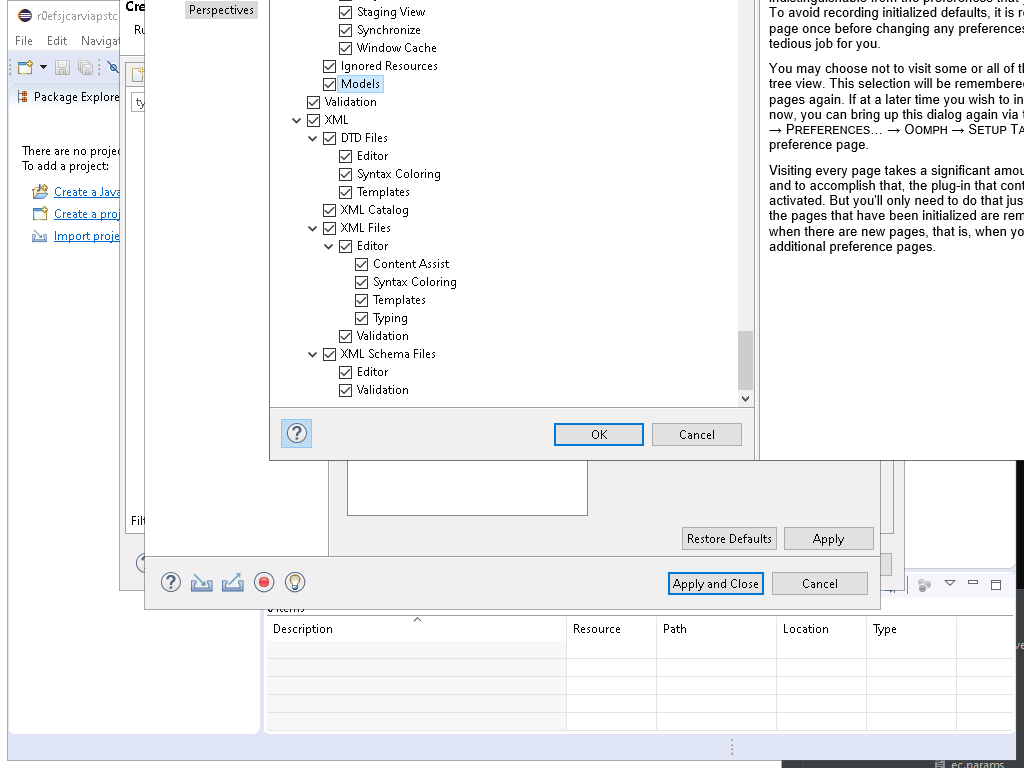 r0efsjcarviapstc
File
Edit
Navigat
Package Explore
There are no projec
To add a project:
Create a Java
Create a proj
Import proje
Cre
Ru
ty
Filt
Perspectives
Staging View
Synchronize
Window Cache
Ignored Resources
Models
Validation
XML
DTD Files
Editor
Syntax Coloring
Templates
XML Catalog
XML Files
Editor
Content Assist
Syntax Coloring
Templates
Typing
Validation
XML Schema Files
Editor
Validation
OK
Cancel
To avoid recording initialized defaults, it is r
page once before changing any preferences
tedious job for you.
You may choose not to visit some or all of th
tree view. This selection will be remembere
pages again. If at a later time you wish to in
now, you can bring up this dialog again via t
→ PREFERENCES... → OOMPH → SETUP TA
preference page.
Visiting every page takes a significant amou
and to accomplish that, the plug-in that cont
activated. But you'll only need to do that jus
the pages that have been initialized are rem
when there are new pages, that is, when yo
additional preference pages.
Restore Defaults
Apply
Apply and Close
Cancel
items
Description
Resource
Path
Location
Type
ec.params